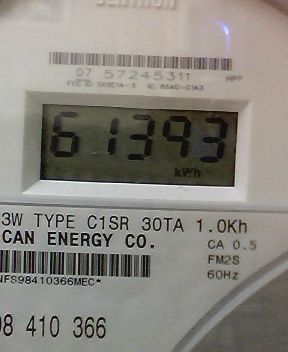 07 57245311 MPP
61393
kWh
3W TYPE C1SR 30TA 1.0Kh
CAN ENERGY CO. CA 0.5
FM2S
NFS98410366MEC* 60Hz
98 410 366